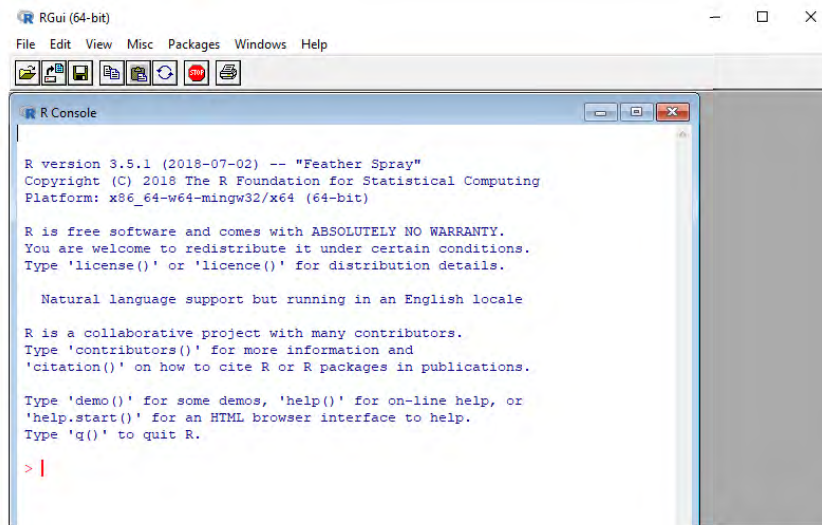 RGui (64-bit)
File Edit View Misc Packages Windows Help
STOP
R Console
R version 3.5.1 (2018-07-02) -- "Feather Spray"
Copyright (C) 2018 The R Foundation for Statistical Computing
Platform: x86_64-w64-mingw32/x64 (64-bit)
R is free software and comes with ABSOLUTELY NO WARRANTY.
You are welcome to redistribute it under certain conditions.
Type 'license()' or 'licence()' for distribution details.
Natural language support but running in an English locale
R is a collaborative project with many contributors.
Type 'contributors()' for more information and
'citation()' on how to cite R or R packages in publications.
Type 'demo()' for some demos, 'help()' for on-line help, or
'help.start()' for an HTML browser interface to help.
Type 'q()' to quit R.
>